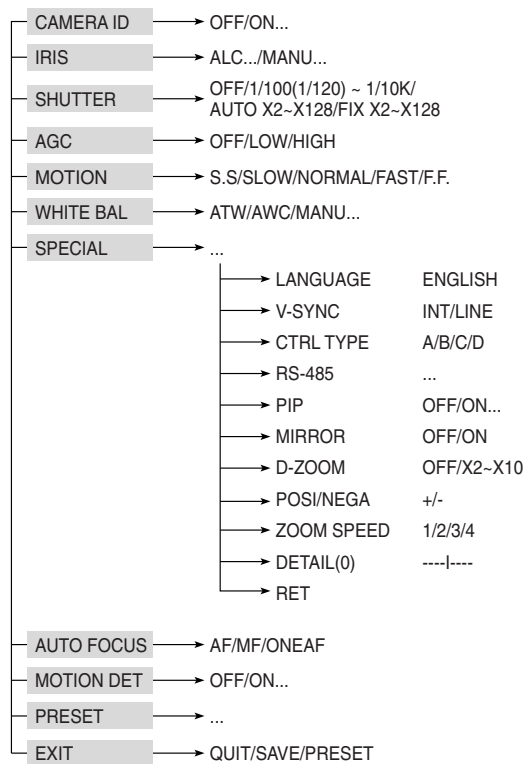 CAMERA ID OFF/ON...
IRIS ALC.../MANU...
SHUTTER OFF/1/100(1/120) ~ 1/10K/
AUTO X2~X128/FIX X2~X128
AGC OFF/LOW/HIGH
MOTION S.S/SLOW/NORMAL/FAST/F.F.
WHITE BAL ATW/AWC/MANU...
SPECIAL ...
LANGUAGE ENGLISH
V-SYNC INT/LINE
CTRL TYPE A/B/C/D
RS-485 ...
PIP OFF/ON...
MIRROR OFF/ON
D-ZOOM OFF/X2~X10
POSI/NEGA +/-
ZOOM SPEED 1/2/3/4
DETAIL(0) ----I----
RET
AUTO FOCUS AF/MF/ONEAF
MOTION DET OFF/ON...
PRESET ...
EXIT QUIT/SAVE/PRESET